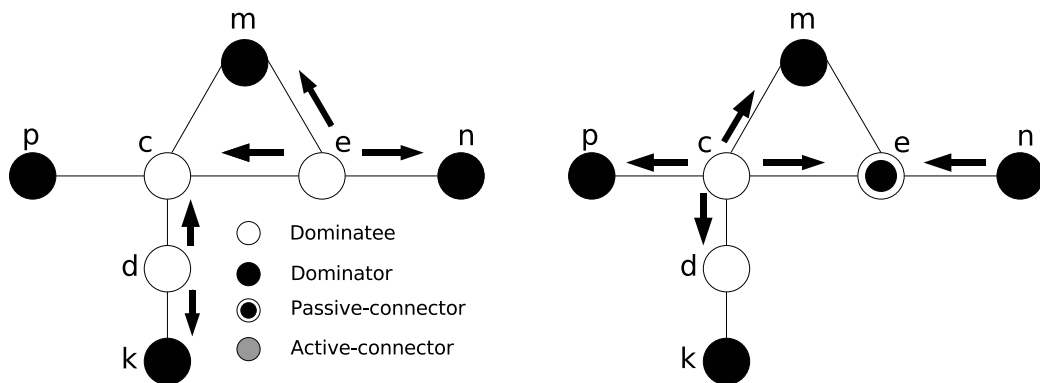 m
p
c
e
n
d
k
Dominatee
Dominator
Passive-connector
Active-connector
m
p
c
e
n
d
k